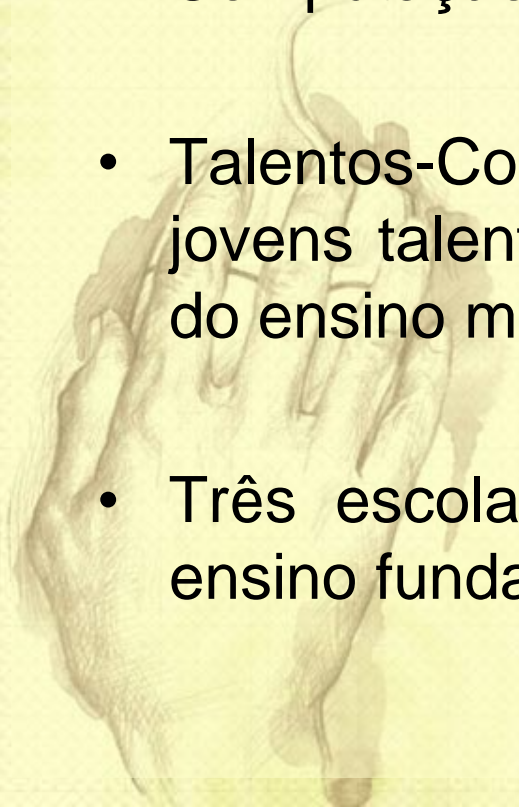 • Talentos-Co
jovens talen
do ensino m
• Três escola
ensino funda